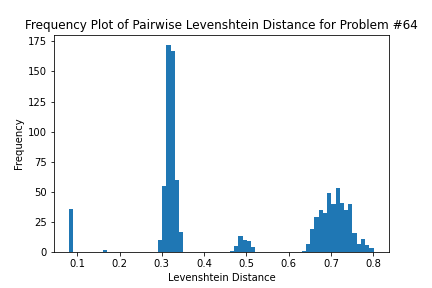 Frequency Plot of Pairwise Levenshtein Distance for Problem #64
175
150
125
100
75
50
25
0
Frequency
0.1 0.2 0.3 0.4 0.5 0.6 0.7 0.8
Levenshtein Distance